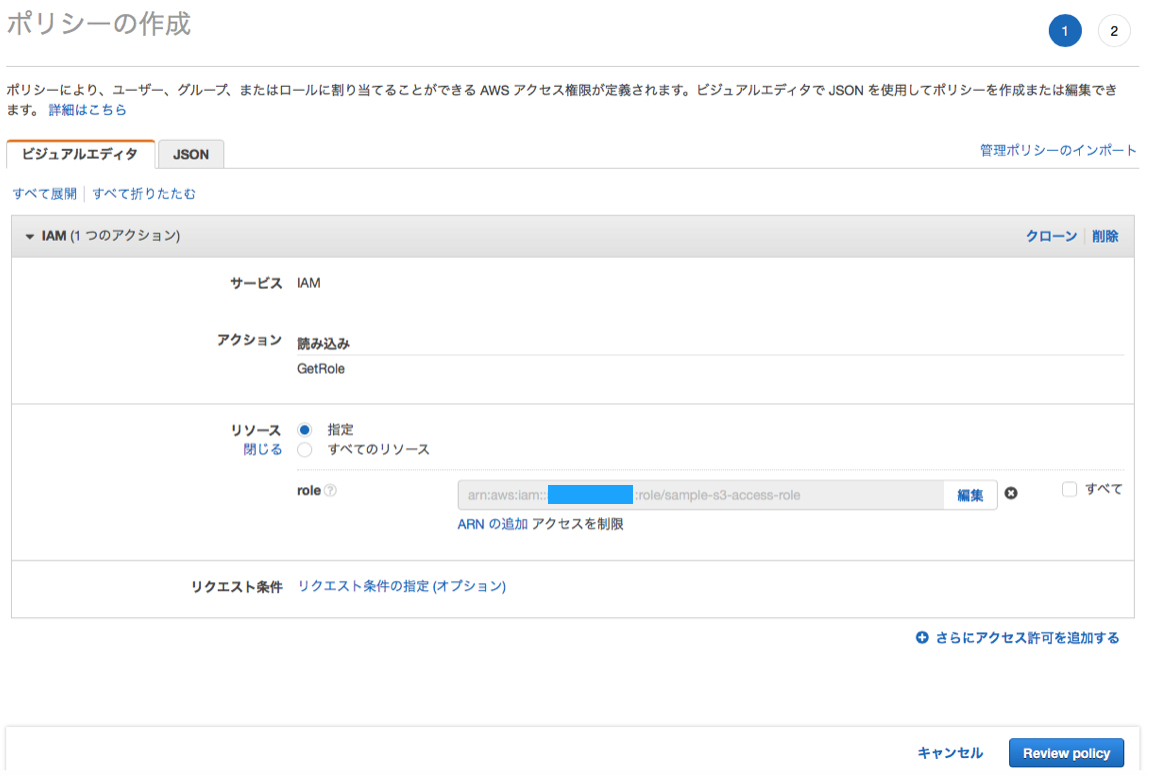 ポリシーの作成
1
2
ポリシーにより、ユーザー、グループ、またはロールに割り当てることができる AWS アクセス権限が定義されます。ビジュアルエディタで JSON を使用してポリシーを作成または編集でき
ます。 詳細はこちら
ビジュアルエディタ
JSON
管理ポリシーのインポート
すべて展開 すべて折りたたむ
IAM (1 つのアクション)
クローン 削除
サービス IAM
アクション 読み込み
GetRole
リソース 指定
閉じる すべてのリソース
role ?
arn:aws:iam:: :role/sample-s3-access-role 編集 すべて
ARN の追加 アクセスを制限
リクエスト条件 リクエスト条件の指定 (オプション)
さらにアクセス許可を追加する
キャンセル Review policy